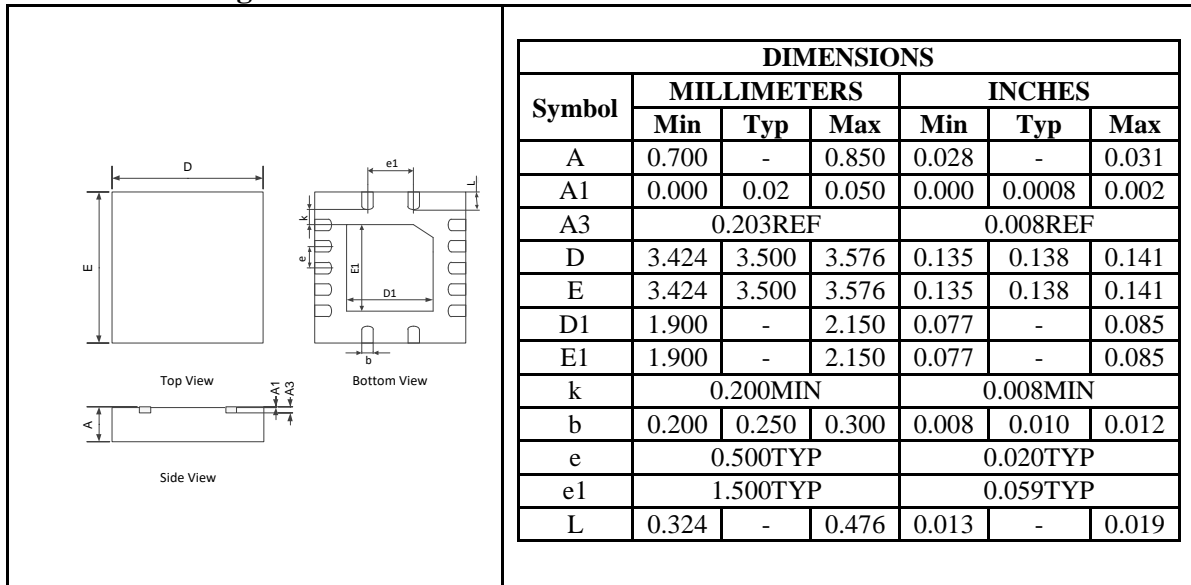 D
E
Top View
e1
L
k
e
E1
D1
b
Bottom View
A
A1
A3
Side View
DIMENSIONS
Symbol MILLIMETERS INCHES
Min Typ Max Min Typ Max
A 0.700 - 0.850 0.028 - 0.031
A1 0.000 0.02 0.050 0.000 0.0008 0.002
A3 0.203REF 0.008REF
D 3.424 3.500 3.576 0.135 0.138 0.141
E 3.424 3.500 3.576 0.135 0.138 0.141
D1 1.900 - 2.150 0.077 - 0.085
E1 1.900 - 2.150 0.077 - 0.085
k 0.200MIN 0.008MIN
b 0.200 0.250 0.300 0.008 0.010 0.012
e 0.500TYP 0.020TYP
e1 1.500TYP 0.059TYP
L 0.324 - 0.476 0.013 - 0.019